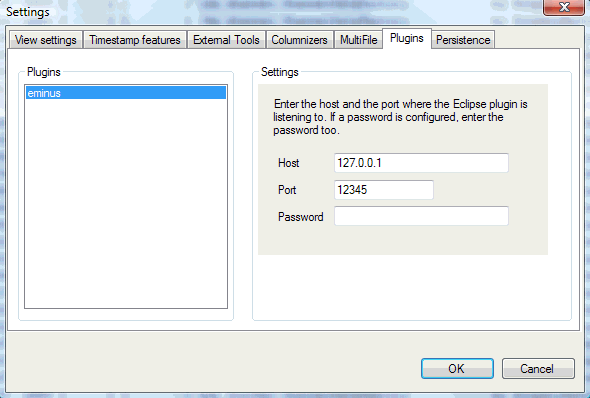 Settings
View settings Timestamp features External Tools Columnizers MultiFile Plugins Persistence
Plugins
eminus
Settings
Enter the host and the port where the Eclipse plugin is
listening to. If a password is configured, enter the
password too.
Host 127.0.0.1
Port 12345
Password
OK Cancel